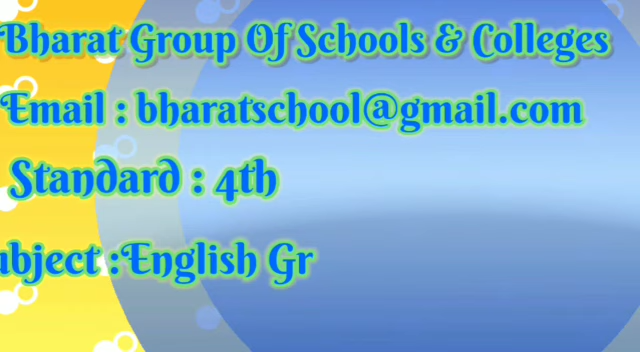 Bharat Group Of Schools & Colleges
Email : bharatschool@gmail.com
Standard : 4th
ubject :English Gr